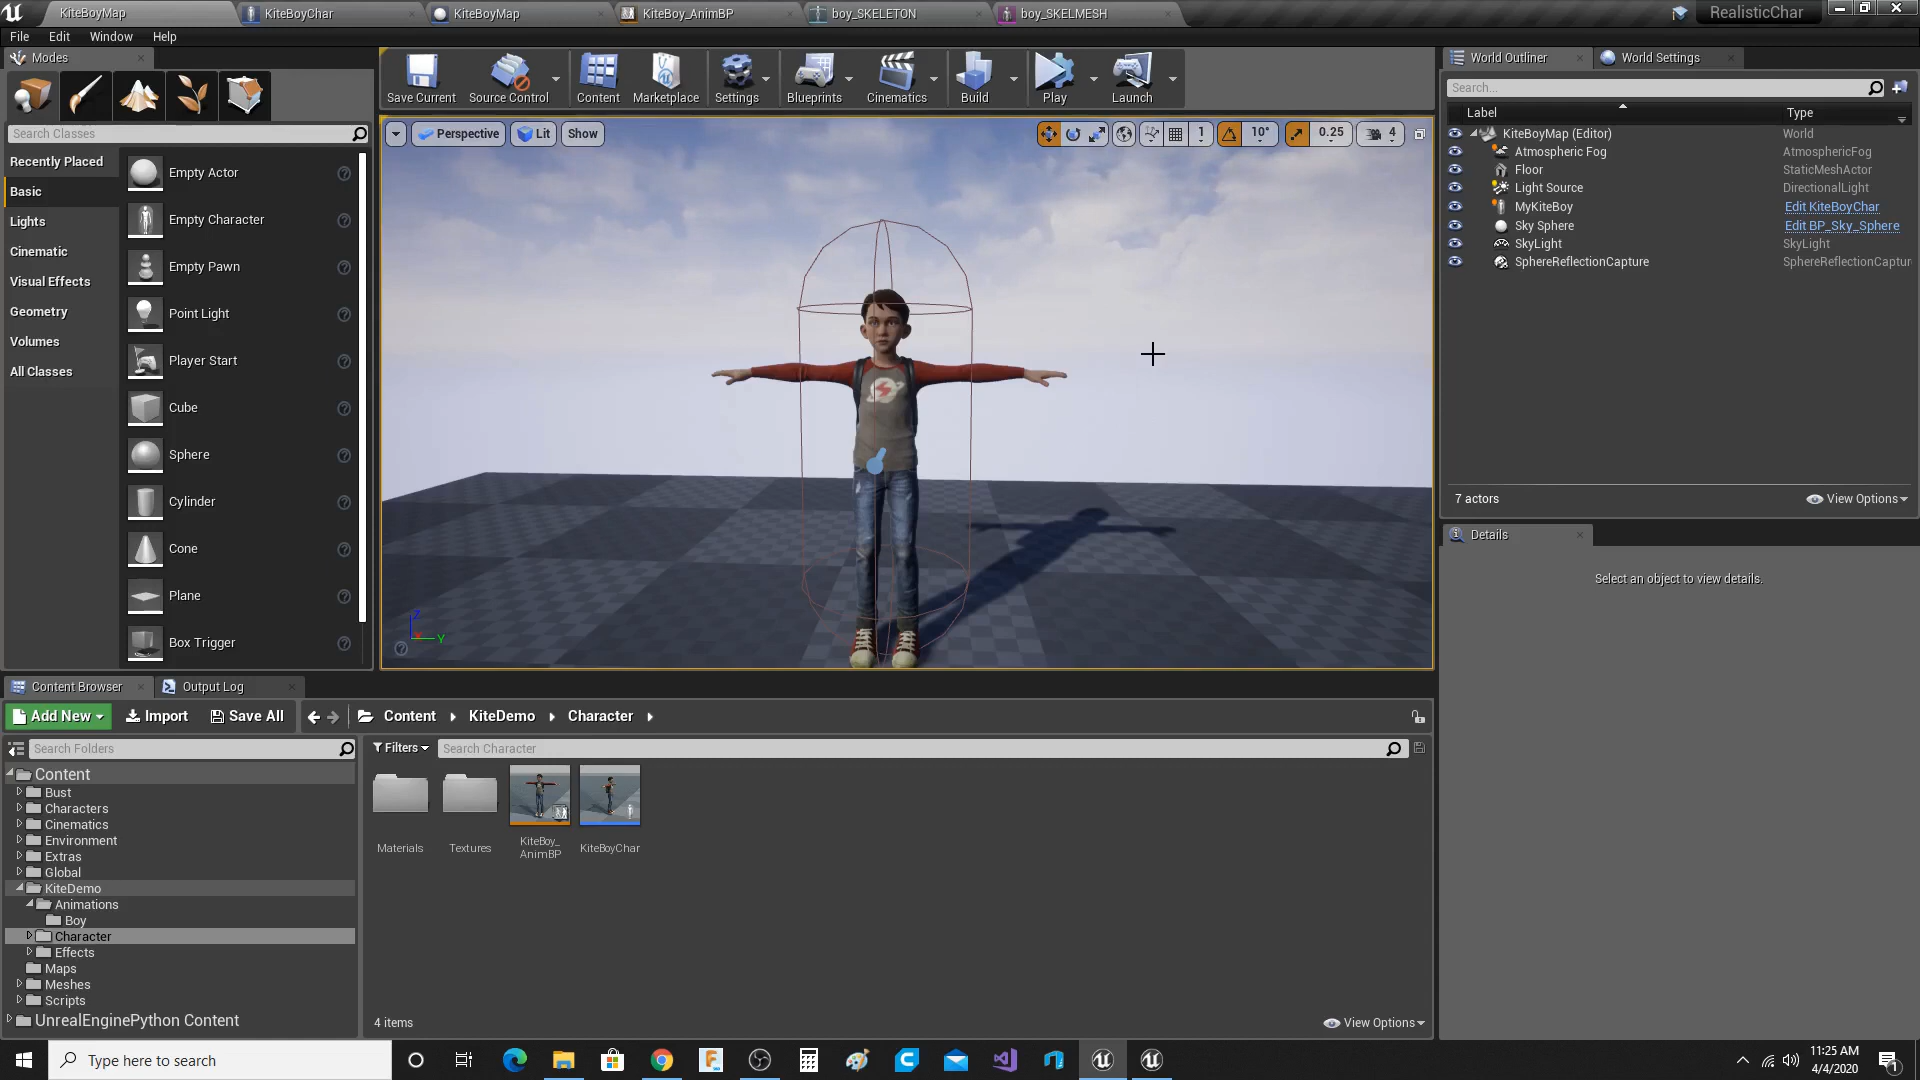 KiteBoyMap
KiteBoyChar
KiteBoyMap
KiteBoy_AnimBP
boy_SKELETON
boy_SKELMESH
RealisticChar
File Edit Window Help
Modes
Save Current
Source Control
Content
Marketplace
Settings
Blueprints
Cinematics
Build
Play
Launch
World Outliner
World Settings
Search...
Label
Type
KiteBoyMap (Editor) World
Atmospheric Fog AtmosphericFog
Floor StaticMeshActor
Light Source DirectionalLight
MyKiteBoy Edit KiteBoyChar
Sky Sphere Edit BP_Sky_Sphere
SkyLight SkyLight
SphereReflectionCapture SphereReflectionCaptur
7 actors
View Options
Details
Select an object to view details.
Search Classes
Recently Placed
Basic
Lights
Cinematic
Visual Effects
Geometry
Volumes
All Classes
Empty Actor
Empty Character
Empty Pawn
Point Light
Player Start
Cube
Sphere
Cylinder
Cone
Plane
Box Trigger
Perspective
Lit
Show
1
10°
0.25
4
Z
Y
Content Browser
Output Log
Add New
Import
Save All
Content
KiteDemo
Character
Search Folders
Filters
Search Character
Content
Bust
Characters
Cinematics
Environment
Extras
Global
KiteDemo
Animations
Boy
Character
Effects
Maps
Meshes
Scripts
UnrealEnginePython Content
Materials
Textures
KiteBoy_
AnimBP
KiteBoyChar
4 items
View Options
Type here to search
11:25 AM
4/4/2020
1